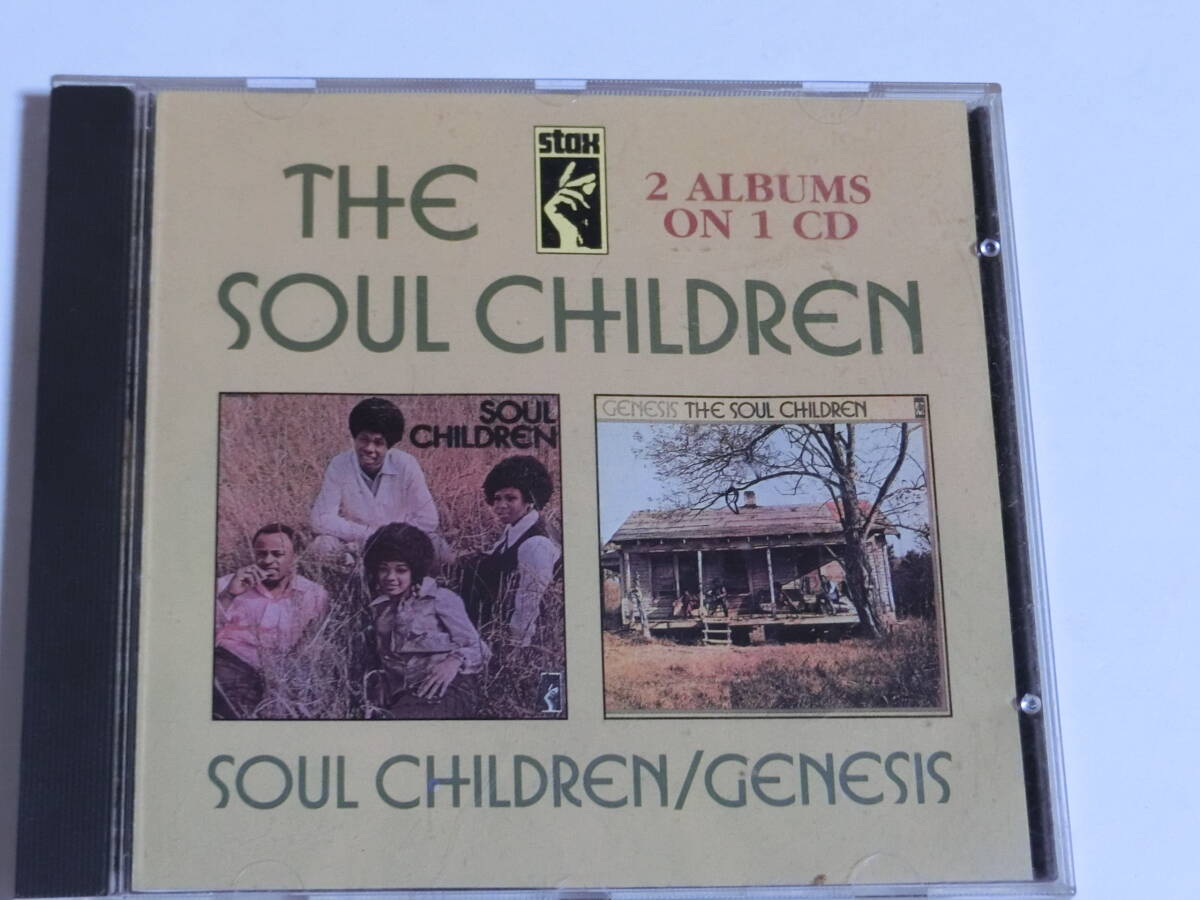 stax
THE
2 ALBUMS
ON 1 CD
SOUL CHILDREN
SOUL
CHILDREN
GENESIS THE SOUL CHILDREN
SOUL CHILDREN/GENESIS